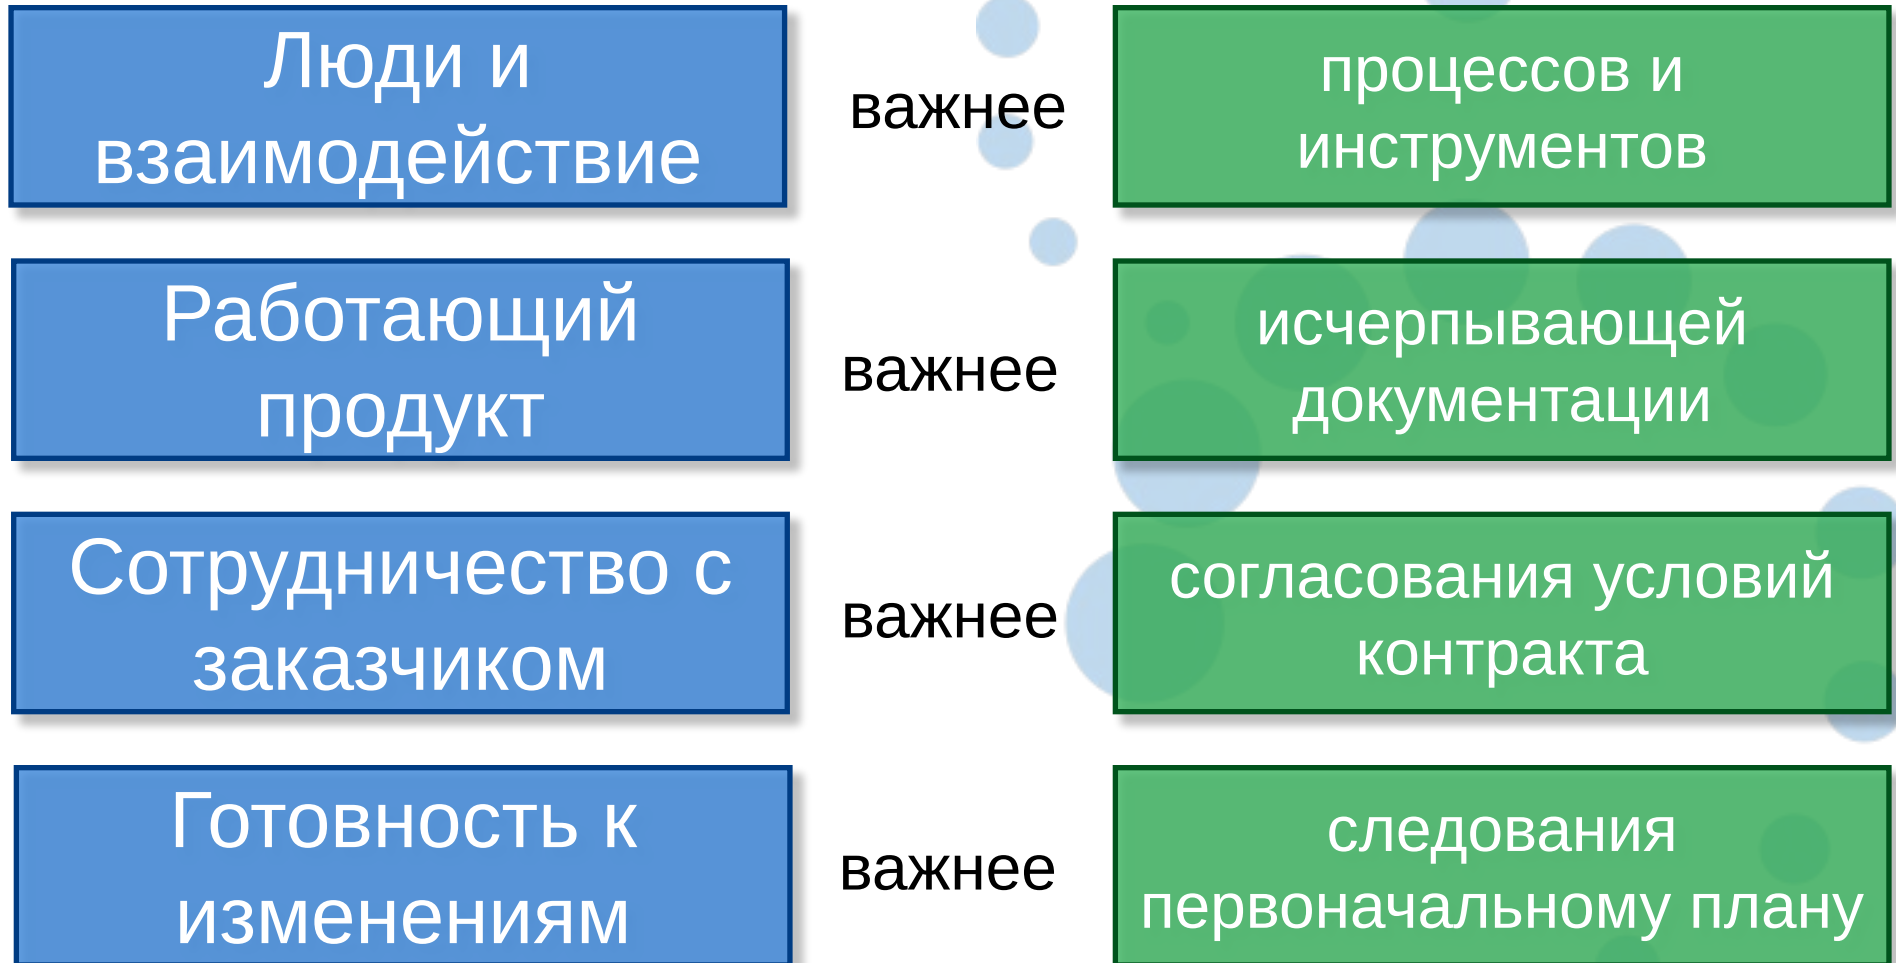 Люди и
взаимодействие
важнее
процессов и
инструментов
Работающий
продукт
важнее
исчерпывающей
документации
Сотрудничество с
заказчиком
важнее
согласования условий
контракта
Готовность к
изменениям
важнее
следования
первоначальному плану